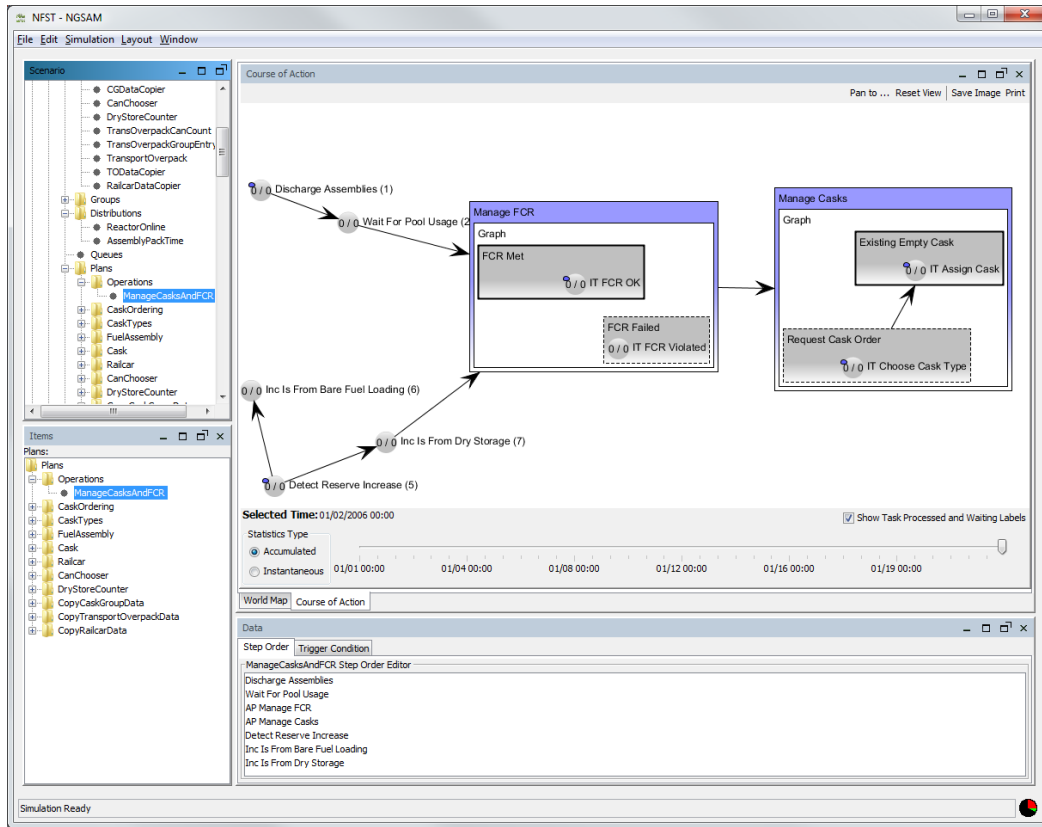 NFST - NGSAM
File Edit Simulation Layout Window
Scenario
CGDataCopier
CanChooser
DryStoreCounter
TransOverpackCanCount
TransOverpackGroupEntry
TransportOverpack
TODataCopier
RailcarDataCopier
Groups
Distributions
ReactorOnline
AssemblyPackTime
Queues
Plans
Operations
ManageCasksAndFCR
CaskOrdering
CaskTypes
FuelAssembly
Cask
Railcar
CanChooser
DryStoreCounter
Items
Plans:
Plans
Operations
ManageCasksAndFCR
CaskOrdering
CaskTypes
FuelAssembly
Cask
Railcar
CanChooser
DryStoreCounter
CopyCaskGroupData
CopyTransportOverpackData
CopyRailcarData
Course of Action
Pan to ... Reset View Save Image Print
0 / 0 Discharge Assemblies (1)
0 / 0 Wait For Pool Usage (2
Manage FCR
Graph
FCR Met
0 / 0 IT FCR OK
FCR Failed
0 / 0 IT FCR Violated
Manage Casks
Graph
Existing Empty Cask
0 / 0 IT Assign Cask
Request Cask Order
0 / 0 IT Choose Cask Type
0 / 0 Inc Is From Bare Fuel Loading (6)
0 / 0 Inc Is From Dry Storage (7)
0 / 0 Detect Reserve Increase (5)
Selected Time: 01/02/2006 00:00
Show Task Processed and Waiting Labels
Statistics Type
Accumulated
Instantaneous
01/01 00:00 01/04 00:00 01/08 00:00 01/12 00:00 01/16 00:00 01/19 00:00
World Map Course of Action
Data
Step Order Trigger Condition
ManageCasksAndFCR Step Order Editor
Discharge Assemblies
Wait For Pool Usage
AP Manage FCR
AP Manage Casks
Detect Reserve Increase
Inc Is From Bare Fuel Loading
Inc Is From Dry Storage
Simulation Ready